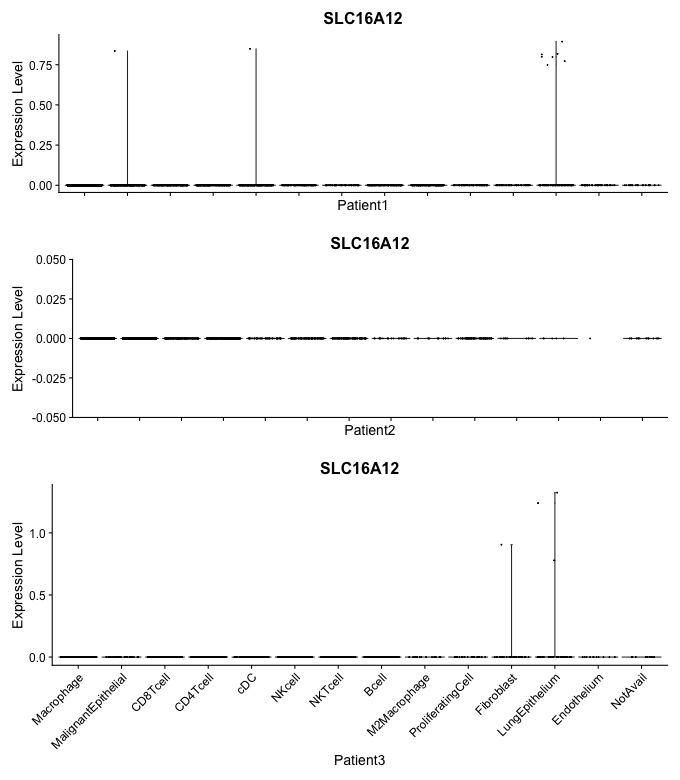 SLC16A12
Expression Level
0.75
0.50
0.25
0.00
Patient1
SLC16A12
Expression Level
0.050
0.025
0.000
-0.025
-0.050
Patient2
SLC16A12
Expression Level
1.0
0.5
0.0
Macrophage
MalignantEpithelial
CD8Tcell
CD4Tcell
cDC
NKcell
NKTcell
Bcell
M2Macrophage
ProliferatingCell
Fibroblast
LungEpithelium
Endothelium
NotAvail
Patient3